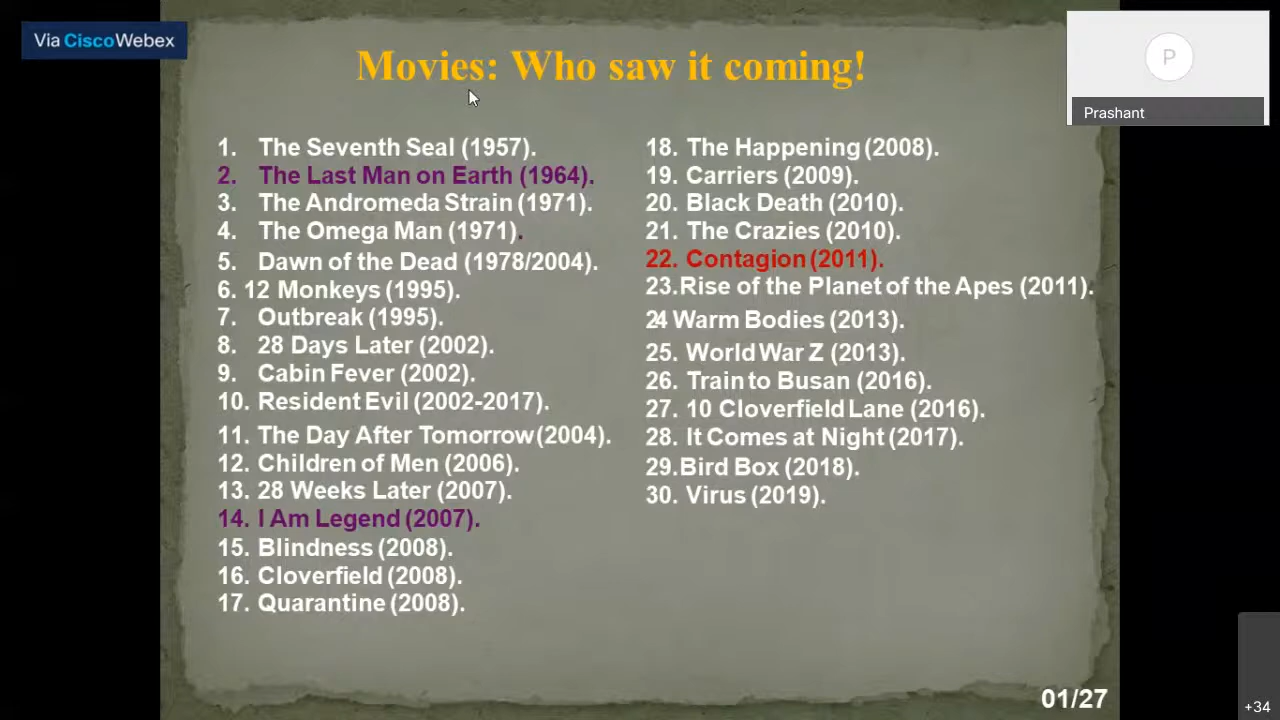 Via Cisco Webex
Movies: Who saw it coming!
P
Prashant
1. The Seventh Seal (1957).
2. The Last Man on Earth (1964).
3. The Andromeda Strain (1971).
4. The Omega Man (1971).
5. Dawn of the Dead (1978/2004).
6. 12 Monkeys (1995).
7. Outbreak (1995).
8. 28 Days Later (2002).
9. Cabin Fever (2002).
10. Resident Evil (2002-2017).
11. The Day After Tomorrow (2004).
12. Children of Men (2006).
13. 28 Weeks Later (2007).
14. I Am Legend (2007).
15. Blindness (2008).
16. Cloverfield (2008).
17. Quarantine (2008).
18. The Happening (2008).
19. Carriers (2009).
20. Black Death (2010).
21. The Crazies (2010).
22. Contagion (2011).
23.Rise of the Planet of the Apes (2011).
24 Warm Bodies (2013).
25. World War Z (2013).
26. Train to Busan (2016).
27. 10 Cloverfield Lane (2016).
28. It Comes at Night (2017).
29.Bird Box (2018).
30. Virus (2019).
01/27
+34